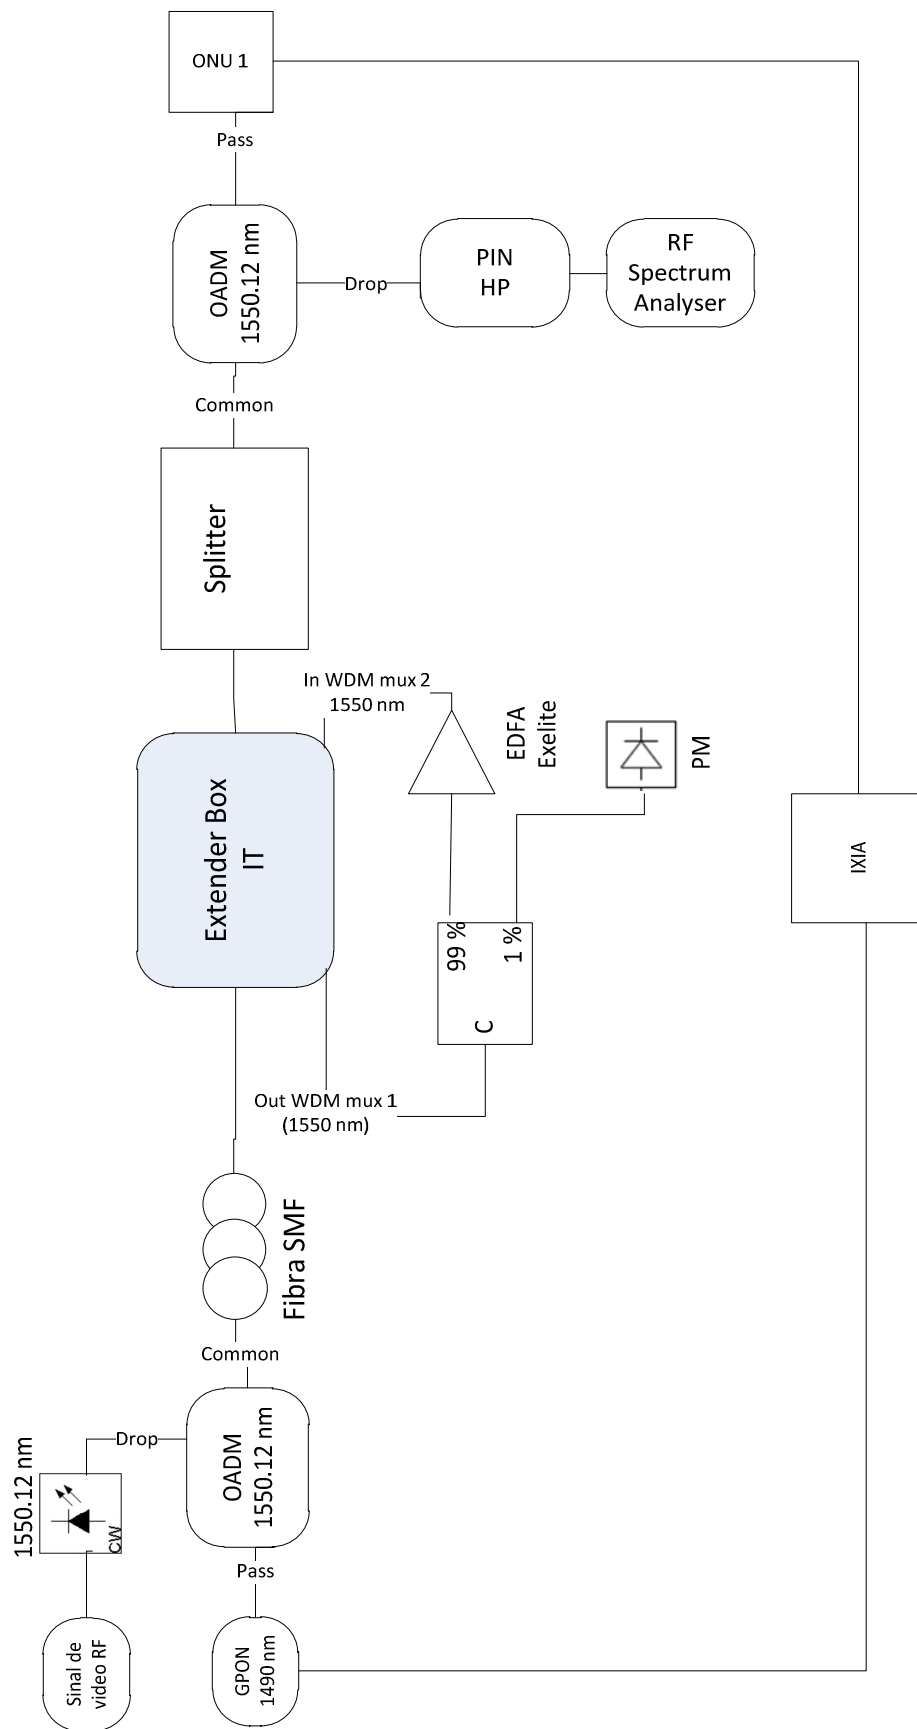 ONU 1
Pass
OADM
1550.12 nm
Drop
PIN
HP
RF
Spectrum
Analyser
Common
Splitter
In WDM mux 2
1550 nm
EDFA
Exelite
PM
Extender Box
IT
IXIA
99 %
1 %
C
Out WDM mux 1
(1550 nm)
Fibra SMF
Common
1550.12 nm
CW
Drop
OADM
1550.12 nm
Pass
Sinal de
video RF
GPON
1490 nm